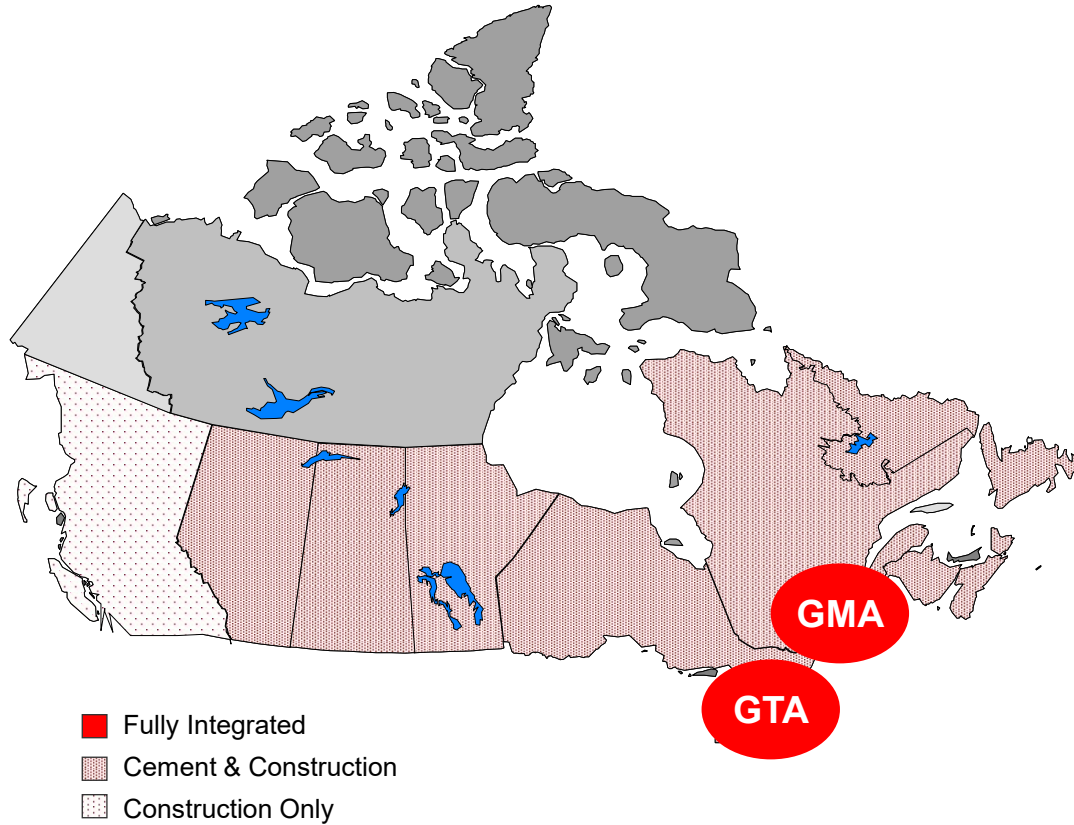 GMA
GTA
Fully Integrated
Cement & Construction
Construction Only